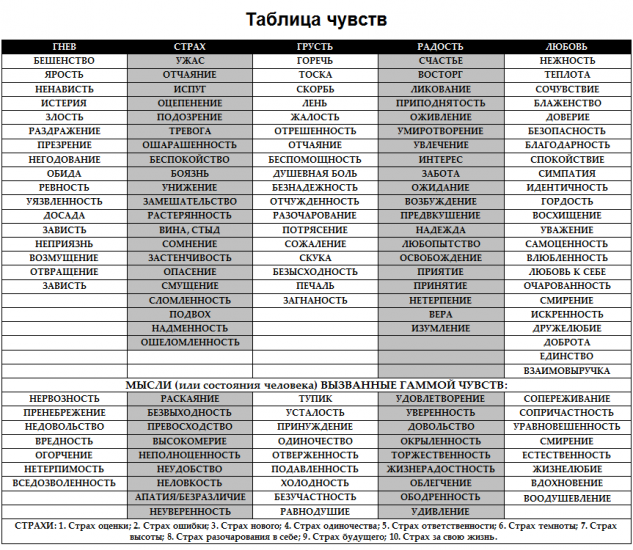 Таблица чувств
ГНЕВ СТРАХ ГРУСТЬ РАДОСТЬ ЛЮБОВЬ
БЕШЕНСТВО УЖАС ГОРЕЧЬ СЧАСТЬЕ НЕЖНОСТЬ
ЯРОСТЬ ОТЧАЯНИЕ ТОСКА ВОСТОРГ ТЕПЛОТА
НЕНАВИСТЬ ИСПУГ СКОРБЬ ЛИКОВАНИЕ СОЧУВСТВИЕ
ИСТЕРИЯ ОЦЕПЕНЕНИЕ ЛЕНЬ ПРИПОДНЯТОСТЬ БЛАЖЕНСТВО
ЗЛОСТЬ ПОДОЗРЕНИЕ ЖАЛОСТЬ ОЖИВЛЕНИЕ ДОВЕРИЕ
РАЗДРАЖЕНИЕ ТРЕВОГА ОТРЕШЕННОСТЬ УМИРОТВОРЕНИЕ БЕЗОПАСНОСТЬ
ПРЕЗРЕНИЕ ОШАРАШЕННОСТЬ ОТЧАЯНИЕ УВЛЕЧЕНИЕ БЛАГОДАРНОСТЬ
НЕГОДОВАНИЕ БЕСПОКОЙСТВО БЕСПОМОЩНОСТЬ ИНТЕРЕС СПОКОЙСТВИЕ
ОБИДА БОЯЗНЬ ДУШЕВНАЯ БОЛЬ ЗАБОТА СИМПАТИЯ
РЕВНОСТЬ УНИЖЕНИЕ БЕЗНАДЕЖНОСТЬ ОЖИДАНИЕ ИДЕНТИЧНОСТЬ
УЯЗВЛЕННОСТЬ ЗАМЕШАТЕЛЬСТВО ОТЧУЖДЕННОСТЬ ВОЗБУЖДЕНИЕ ГОРДОСТЬ
ДОСАДА РАСТЕРЯННОСТЬ РАЗОЧАРОВАНИЕ ПРЕДВКУШЕНИЕ ВОСХИЩЕНИЕ
ЗАВИСТЬ ВИНА, СТЫД ПОТРЯСЕНИЕ НАДЕЖДА УВАЖЕНИЕ
НЕПРИЯЗНЬ СОМНЕНИЕ СОЖАЛЕНИЕ ЛЮБОПЫТСТВО САМОЦЕННОСТЬ
ВОЗМУЩЕНИЕ ЗАСТЕНЧИВОСТЬ СКУКА ОСВОБОЖДЕНИЕ ВЛЮБЛЕННОСТЬ
ОТВРАЩЕНИЕ ОПАСЕНИЕ БЕЗЫСХОДНОСТЬ ПРИЯТИЕ ЛЮБОВЬ К СЕБЕ
ЗАВИСТЬ СМУЩЕНИЕ ПЕЧАЛЬ ПРИНЯТИЕ ОЧАРОВАННОСТЬ
СЛОМЛЕННОСТЬ ЗАГНАНОСТЬ НЕТЕРПЕНИЕ СМИРЕНИЕ
ПОДВОХ ВЕРА ИСКРЕННОСТЬ
НАДМЕННОСТЬ ИЗУМЛЕНИЕ ДРУЖЕЛЮБИЕ
ОШЕЛОМЛЕННОСТЬ ДОБРОТА
ЕДИНСТВО
ВЗАИМОВЫРУЧКА
МЫСЛИ (или состояния человека) ВЫЗВАННЫЕ ГАММОЙ ЧУВСТВ:
НЕРВОЗНОСТЬ РАСКАЯНИЕ ТУПИК УДОВЛЕТВОРЕНИЕ СОПЕРЕЖИВАНИЕ
ПРЕНЕБРЕЖЕНИЕ БЕЗВЫХОДНОСТЬ УСТАЛОСТЬ УВЕРЕННОСТЬ СОПРИЧАСТНОСТЬ
НЕДОВОЛЬСТВО ПРЕВОСХОДСТВО ПРИНУЖДЕНИЕ ДОВОЛЬСТВО УРАВНОВЕШЕННОСТЬ
ВРЕДНОСТЬ ВЫСОКОМЕРИЕ ОДИНОЧЕСТВО ОКРЫЛЕННОСТЬ СМИРЕНИЕ
ОГОРЧЕНИЕ НЕПОЛНОЦЕННОСТЬ ОТВЕРЖЕННОСТЬ ТОРЖЕСТВЕННОСТЬ ЕСТЕСТВЕННОСТЬ
НЕТЕРПИМОСТЬ НЕУДОБСТВО ПОДАВЛЕННОСТЬ ЖИЗНЕРАДОСТНОСТЬ ЖИЗНЕЛЮБИЕ
ВСЕДОЗВОЛЕННОСТЬ НЕЛОВКОСТЬ ХОЛОДНОСТЬ ОБЛЕГЧЕНИЕ ВДОХНОВЕНИЕ
АПАТИЯ/БЕЗРАЗЛИЧИЕ БЕЗУЧАСТНОСТЬ ОБОДРЕННОСТЬ ВООДУШЕВЛЕНИЕ
НЕУВЕРЕННОСТЬ РАВНОДУШИЕ УДИВЛЕНИЕ
СТРАХИ: 1. Страх оценки; 2. Страх ошибки; 3. Страх нового; 4. Страх одиночества; 5. Страх ответственности; 6. Страх темноты; 7. Страх
высоты; 8. Страх разочарования в себе; 9. Страх будущего; 10. Страх за свою жизнь.